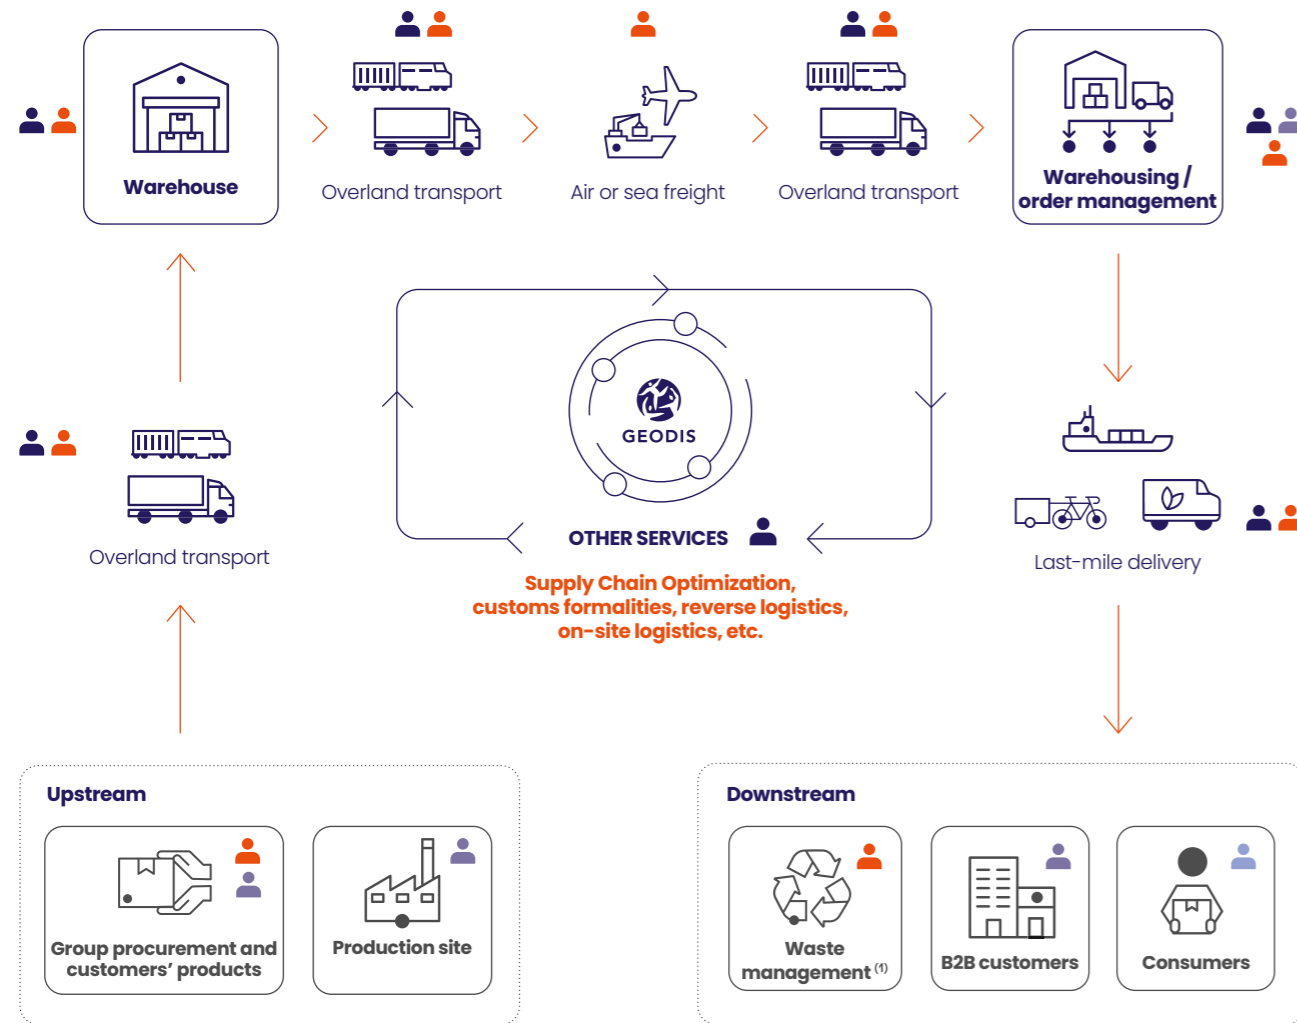 Warehouse
Overland transport
Air or sea freight
Overland transport
Warehousing /
order management
GEODIS
OTHER SERVICES
Supply Chain Optimization,
customs formalities, reverse logistics,
on-site logistics, etc.
Overland transport
Last-mile delivery
Upstream
Group procurement and
customers’ products
Production site
Downstream
Waste
management (1)
B2B customers
Consumers